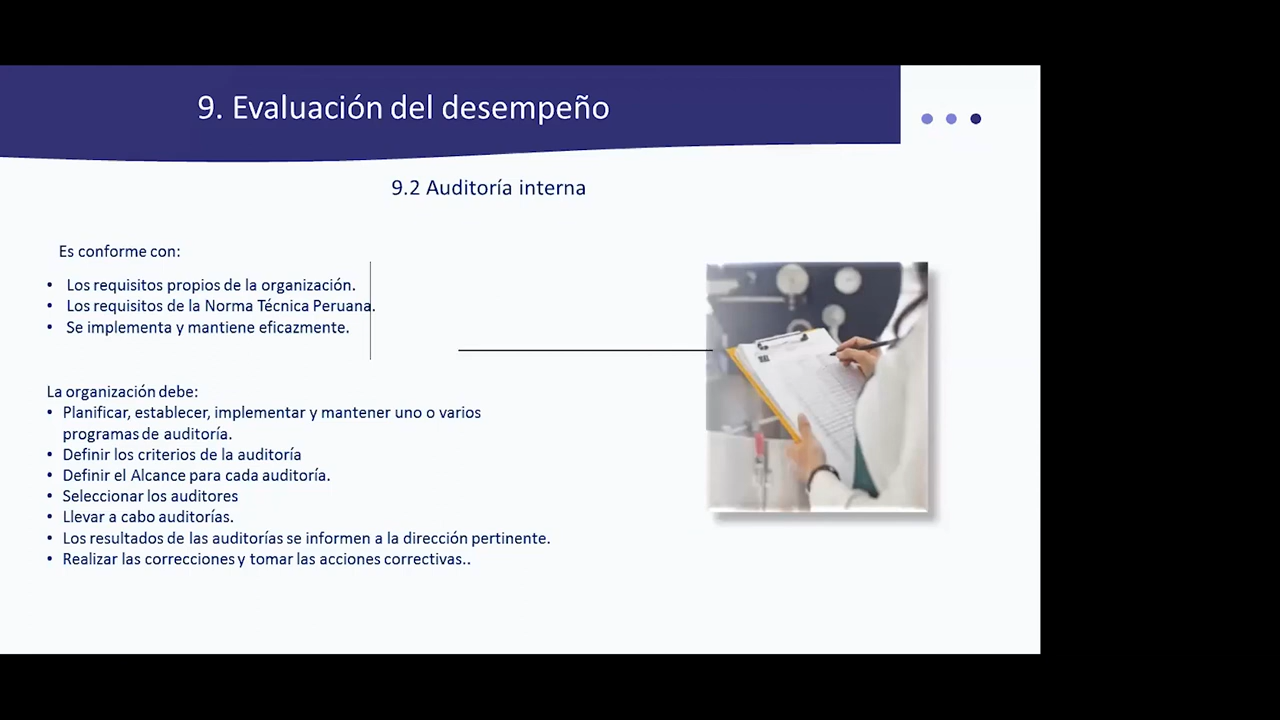 9. Evaluación del desempeño
9.2 Auditoría interna
Es conforme con:
• Los requisitos propios de la organización.
• Los requisitos de la Norma Técnica Peruana.
• Se implementa y mantiene eficazmente.
La organización debe:
• Planificar, establecer, implementar y mantener uno o varios
programas de auditoría.
• Definir los criterios de la auditoría
• Definir el Alcance para cada auditoría.
• Seleccionar los auditores
• Llevar a cabo auditorías.
• Los resultados de las auditorías se informen a la dirección pertinente.
• Realizar las correcciones y tomar las acciones correctivas..